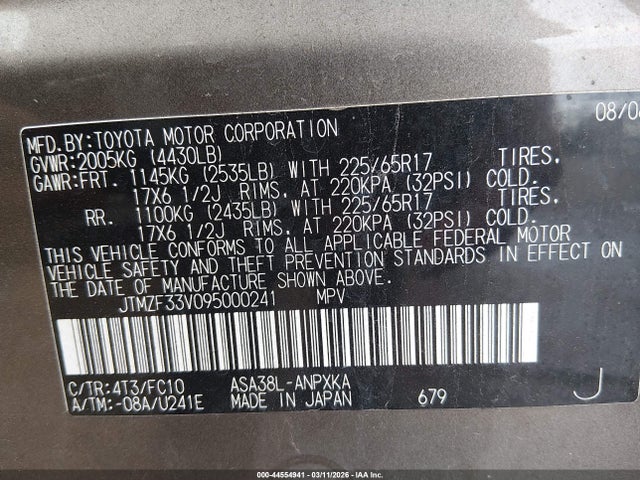 08/08
MFD.BY:TOYOTA MOTOR CORPORATION
GVWR:2005KG (4430LB)
GAWR:FRT. 1145KG (2535LB) WITH 225/65R17 TIRES.
17X6 1/2J RIMS. AT 220KPA (32PSI) COLD.
RR. 1100KG (2435LB) WITH 225/65R17 TIRES.
17X6 1/2J RIMS. AT 220KPA (32PSI) COLD.
THIS VEHICLE CONFORMS TO ALL APPLICABLE FEDERAL MOTOR
VEHICLE SAFETY AND THEFT PREVENTION STANDARDS IN EFFECT ON
THE DATE OF MANUFACTURE SHOWN ABOVE.
JTMZF33V095000241 MPV
C/TR:4T3/FC10 ASA38L-ANPXKA J
A/TM:-08A/U241E MADE IN JAPAN 679
000-44554941 | 03/11/2026 | IAA Inc.